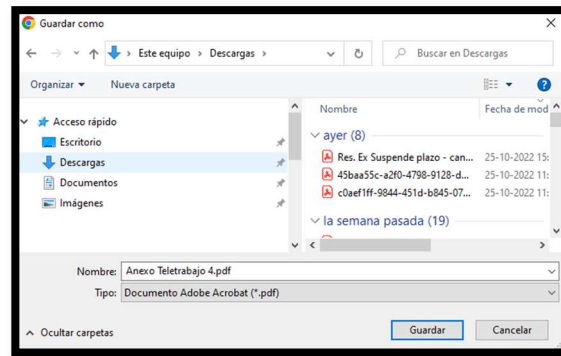 Guardar como
Este equipo > Descargas >
Buscar en Descargas
Organizar
Nueva carpeta
Nombre
Fecha de mod
Acceso rápido
Escritorio
Descargas
Documentos
Imágenes
ayer (8)
Res. Ex Suspende plazo - can... 25-10-2022 15:
45baa55c-a2f0-4798-9128-d... 25-10-2022 11:
c0aef1ff-9844-451d-b845-07... 25-10-2022 11:
la semana pasada (19)
Nombre: Anexo Teletrabajo 4.pdf
Tipo: Documento Adobe Acrobat (*.pdf)
Ocultar carpetas
Guardar
Cancelar